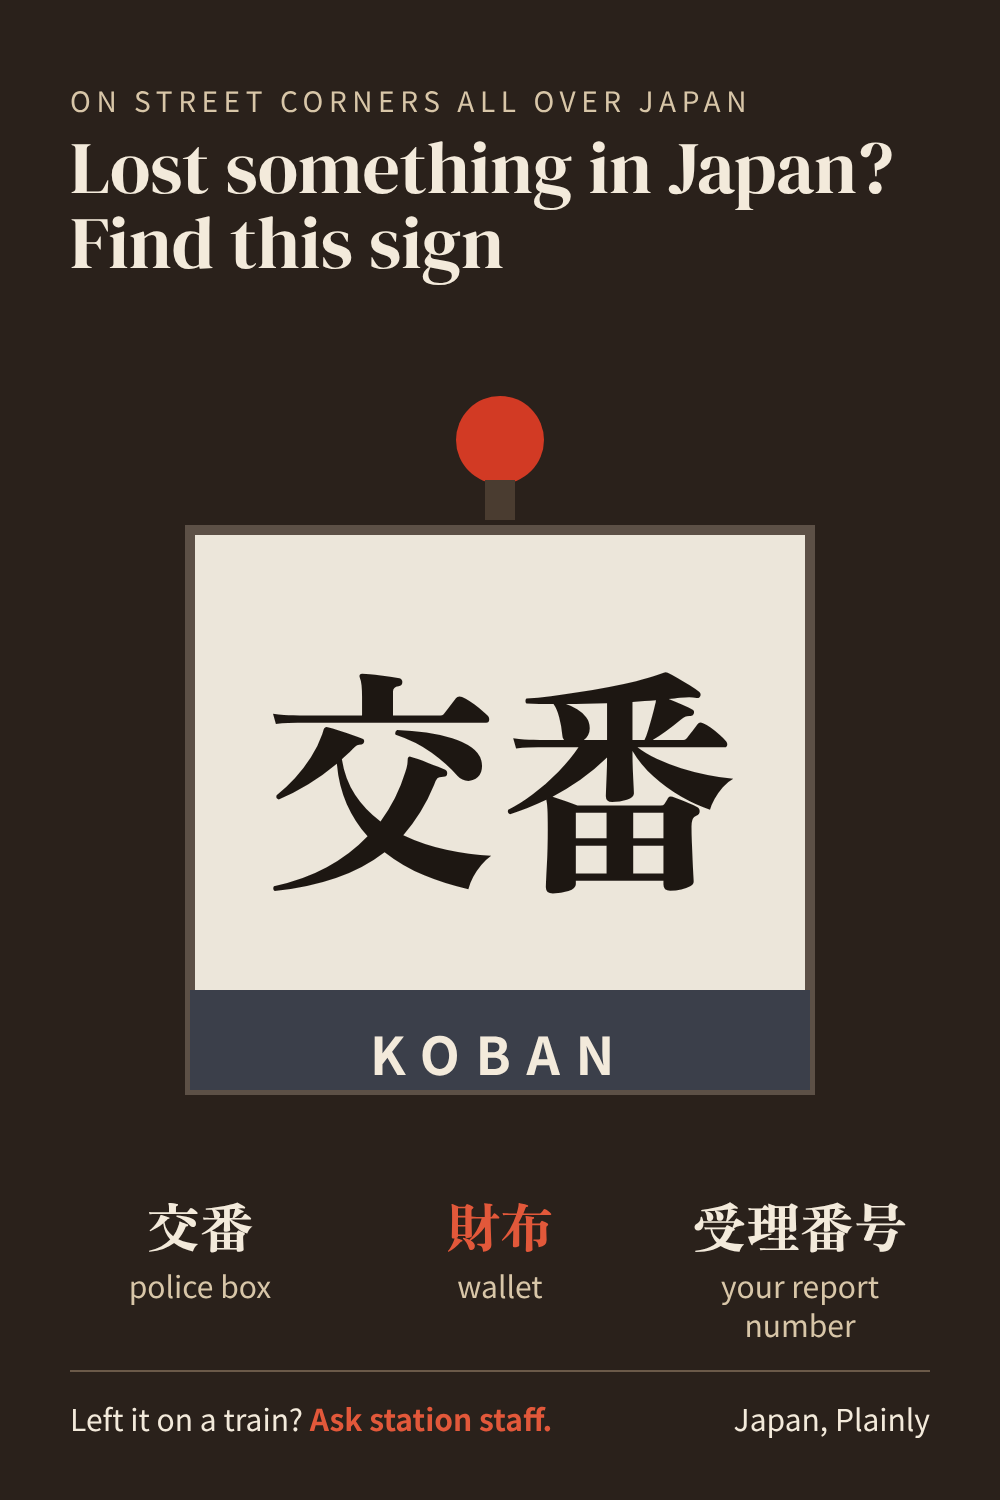 ON STREET CORNERS ALL OVER JAPAN
Lost something in Japan?
Find this sign
交番
KOBAN
交番
police box
財布
wallet
受理番号
your report
number
Left it on a train? Ask station staff.
Japan, Plainly